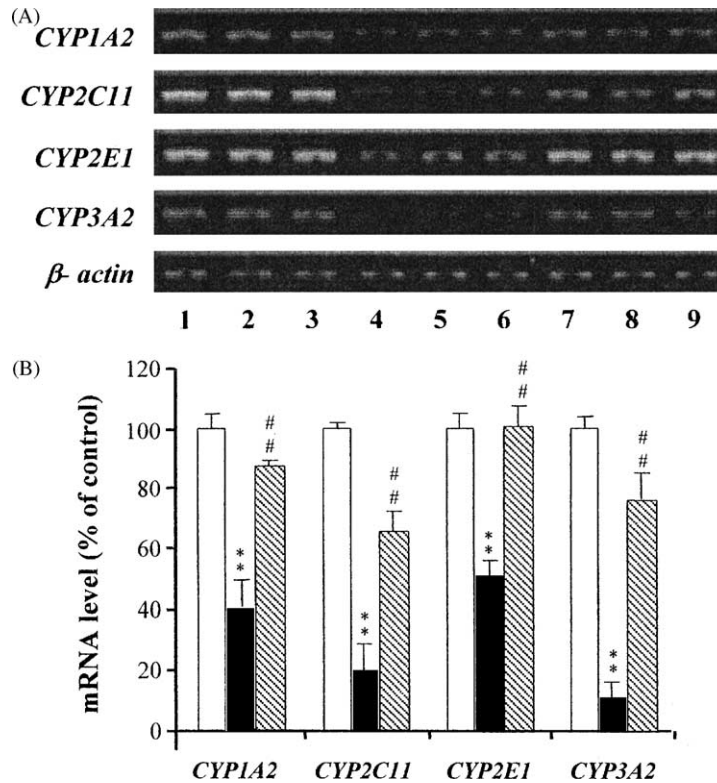 (A)
CYP1A2
CYP2C11
CYP2E1
CYP3A2
β- actin
1 2 3 4 5 6 7 8 9
(B)
mRNA level (% of control)
120
100
80
60
40
20
0
**
##
**
##
**
##
**
##
CYP1A2 CYP2C11 CYP2E1 CYP3A2